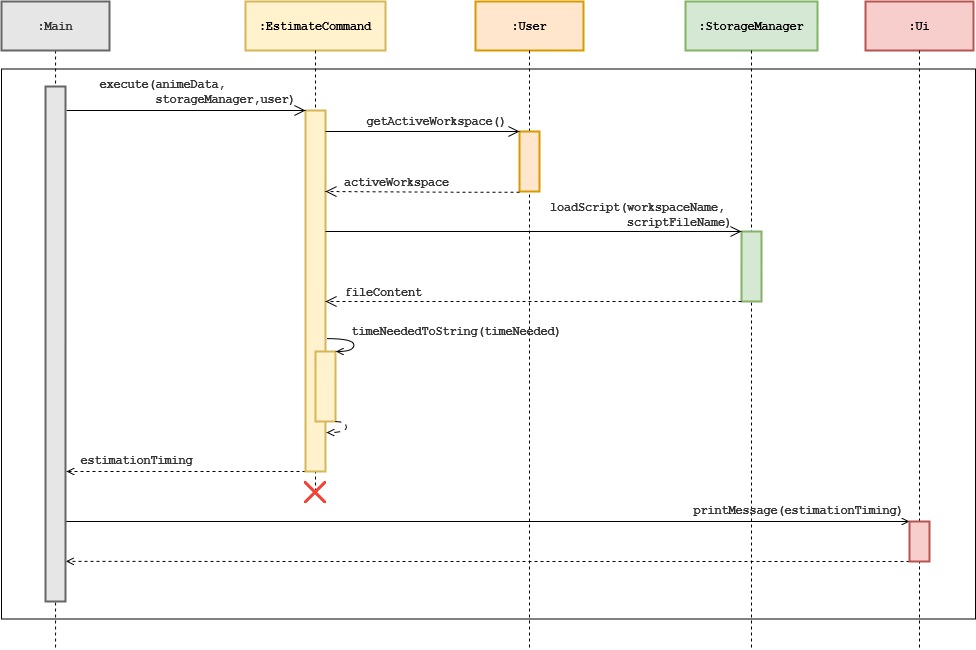 :Main
:EstimateCommand
:User
:StorageManager
:Ui
execute(animeData,
storageManager,user)
getActiveWorkspace()
activeWorkspace
loadScript(workspaceName,
scriptFileName)
fileContent
timeNeededToString(timeNeeded)
estimationTiming
printMessage(estimationTiming)